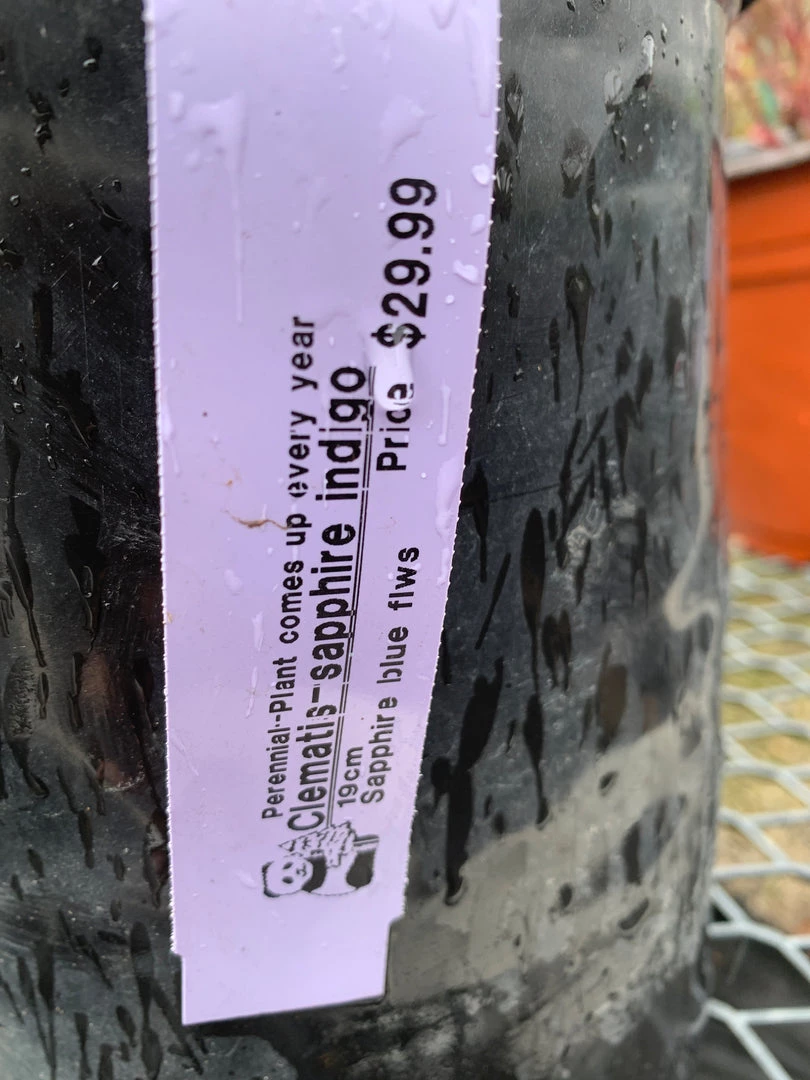 Perennial-Plant comes up every year
Clematis-sapphire indigo
19cm
Sapphire blue flws Price $29.99